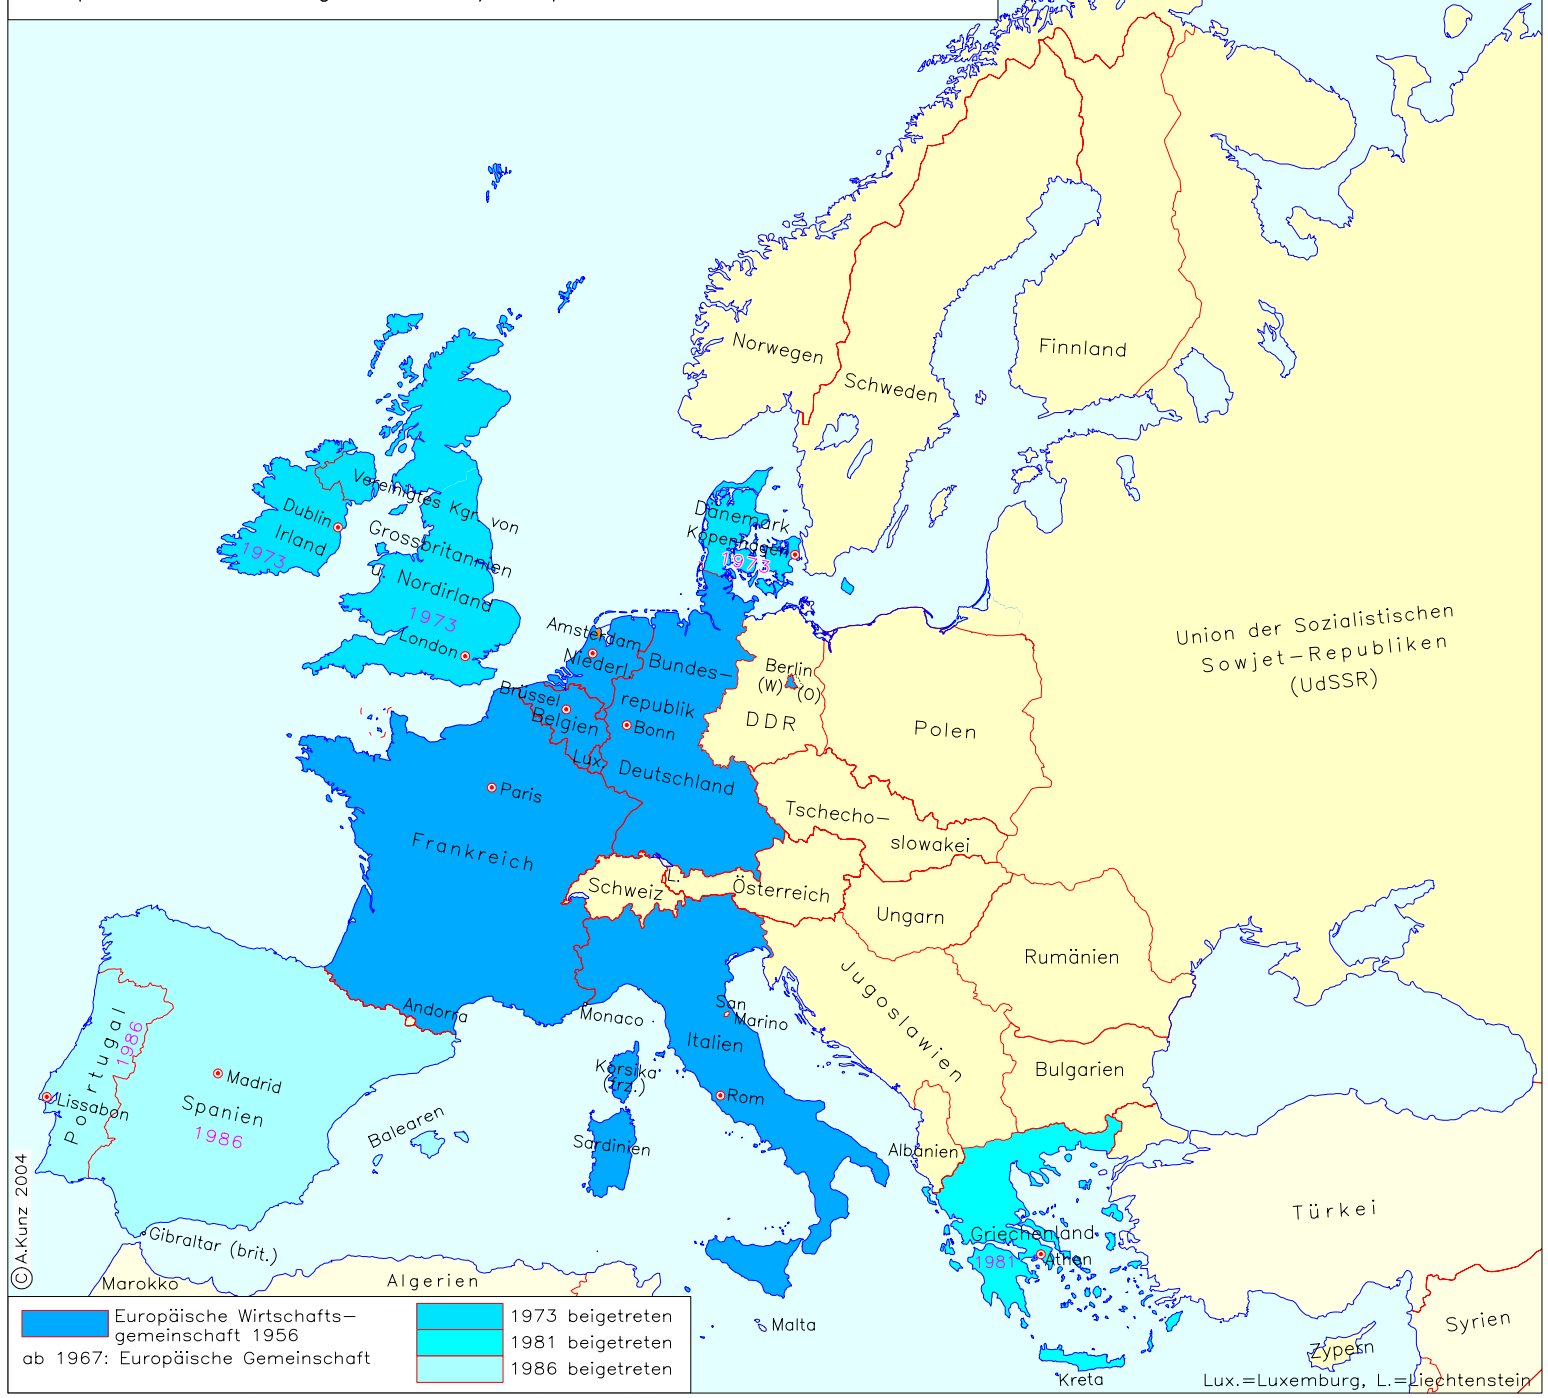 Norwegen
Schweden
Finnland
Vereinigtes Kgr. von
Grossbritannien
u. Nordirland
1973
London
Dublin
Irland
1973
Dänemark
Kopenhagen
1973
Amsterdam
Niederl.
Brüssel
Belgien
Lux.
Bundes-
republik
Bonn
Deutschland
Berlin
(W)
(O)
DDR
Polen
Union der Sozialistischen
Sowjet-Republiken
(UdSSR)
Paris
Frankreich
Tschecho-
slowakei
Schweiz
L.
Österreich
Ungarn
Rumänien
Jugoslawien
Bulgarien
Andorra
Monaco
San
Marino
Italien
Korsika
(frz.)
Rom
Sardinien
Portugal
1986
Lissabon
Madrid
Spanien
1986
Balearen
Gibraltar (brit.)
Marokko
Algerien
Albanien
Griechenland
1981
Athen
Türkei
Malta
Kreta
Zypern
Syrien
©A.Kunz 2004
Europäische Wirtschafts-
gemeinschaft 1956
ab 1967: Europäische Gemeinschaft
1973 beigetreten
1981 beigetreten
1986 beigetreten
Lux.=Luxemburg, L.=Liechtenstein